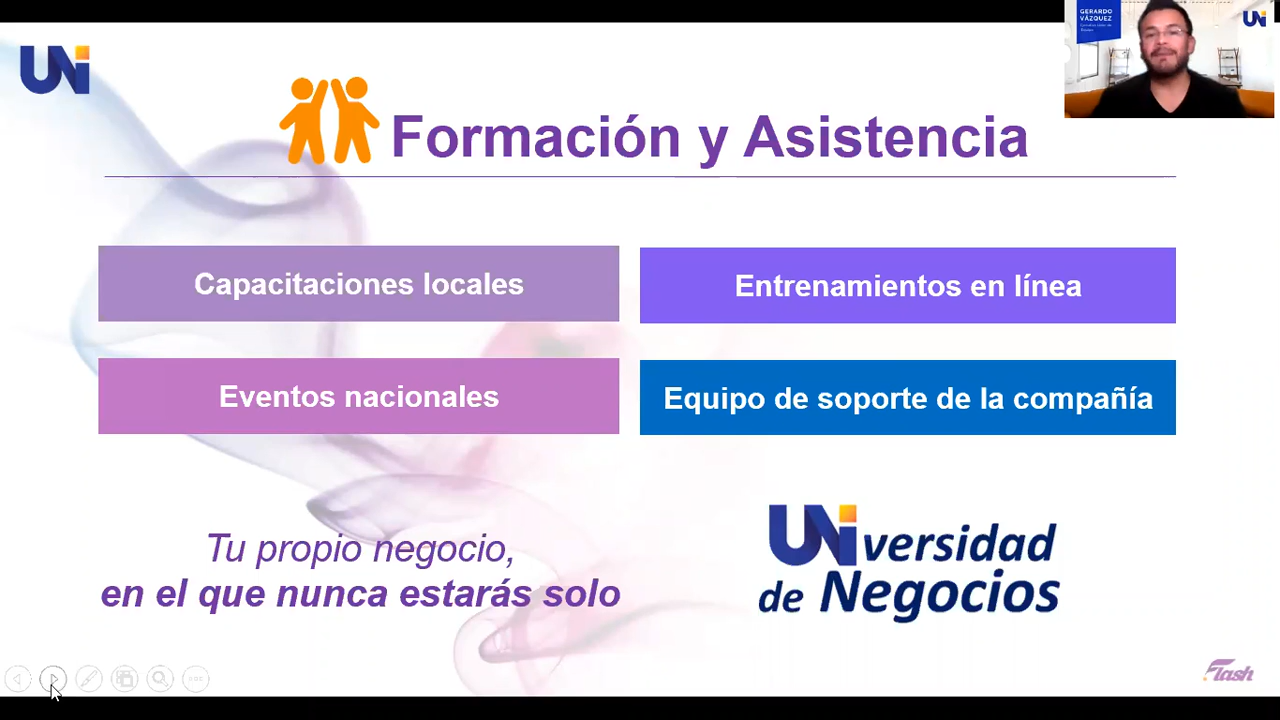 UNi
Formación y Asistencia
GERARDO
VÁZQUEZ
UNi
Capacitaciones locales
Entrenamientos en línea
Eventos nacionales
Equipo de soporte de la compañía
Tu propio negocio,
en el que nunca estarás solo
UNiversidad
de Negocios
Flash